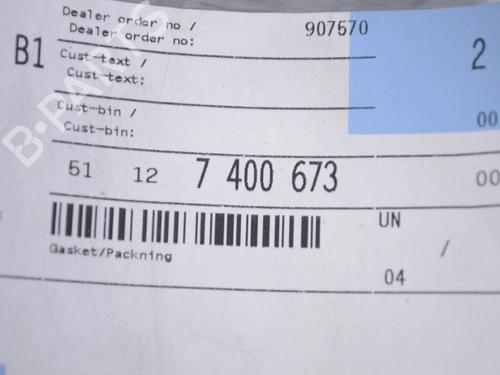 Dealer order no /
Dealer order no: 907570
B1
2
Cust-text /
Cust-text:
Cust-bin /
Cust-bin:
00
51 12 7 400 673 00
UN
/
Gasket/Packning
04
B-PARTS